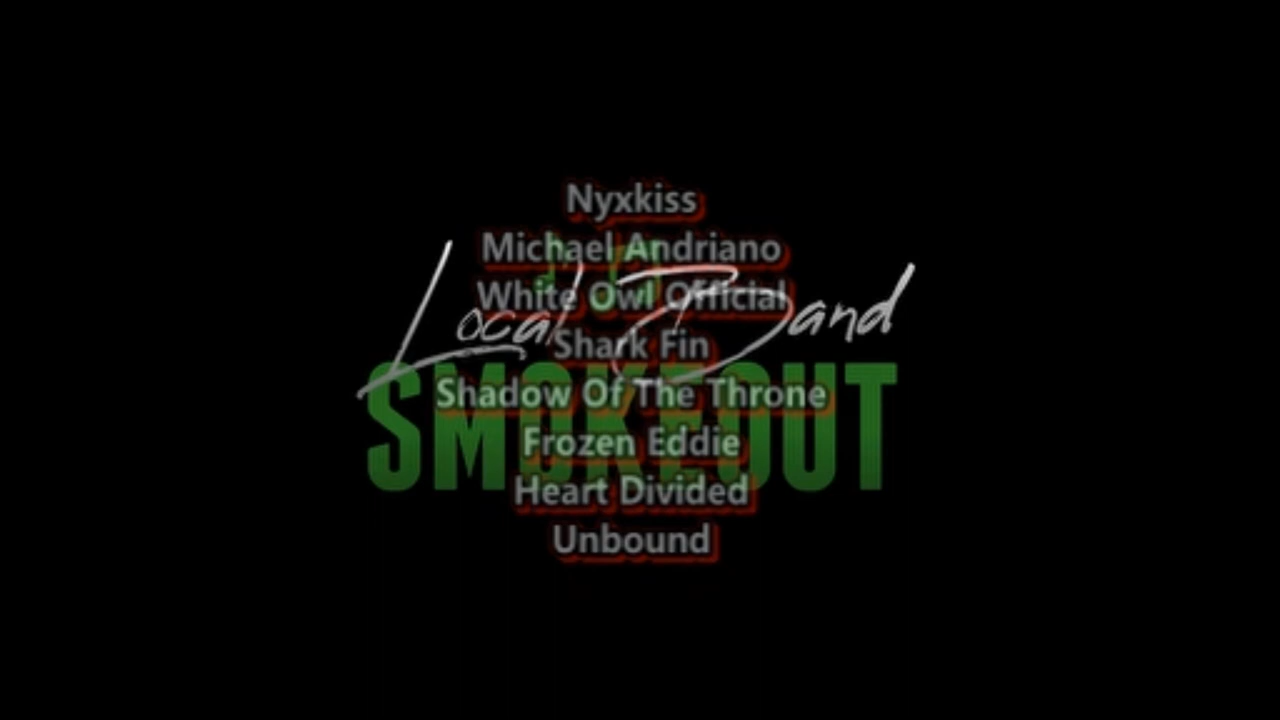 Nyxkiss
Michael Andriano
White Owl Official
Local Band
Shark Fin
Shadow Of The Throne
SMOKEOUT
Frozen Eddie
Heart Divided
Unbound